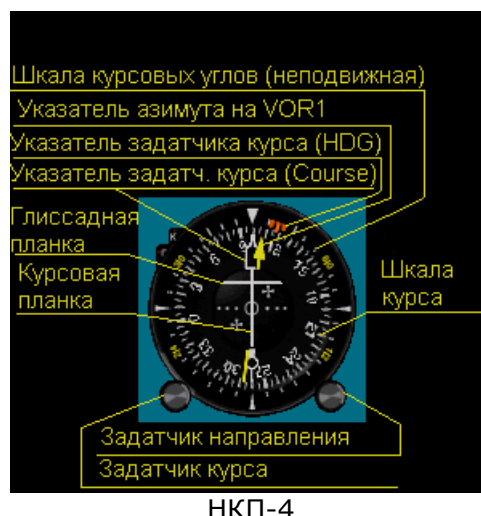 Шкала курсовых углов (неподвижная)
Указатель азимута на VOR1
Указатель задатчика курса (HDG)
Указатель задатч. курса (Course)
Глиссадная
планка
Курсовая
планка
Шкала
курса
Задатчик направления
Задатчик курса
НКП-4